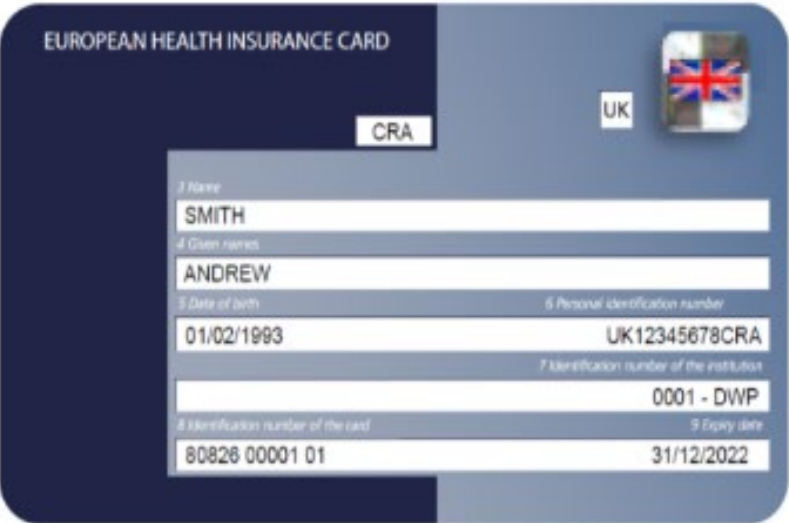 EUROPEAN HEALTH INSURANCE CARD
UK
CRA
3 Name
SMITH
4 Given names
ANDREW
5 Date of birth 6 Personal identification number
01/02/1993 UK12345678CRA
7 Identification number of the institution
0001 - DWP
8 Identification number of the card 9 Expiry date
80826 00001 01 31/12/2022